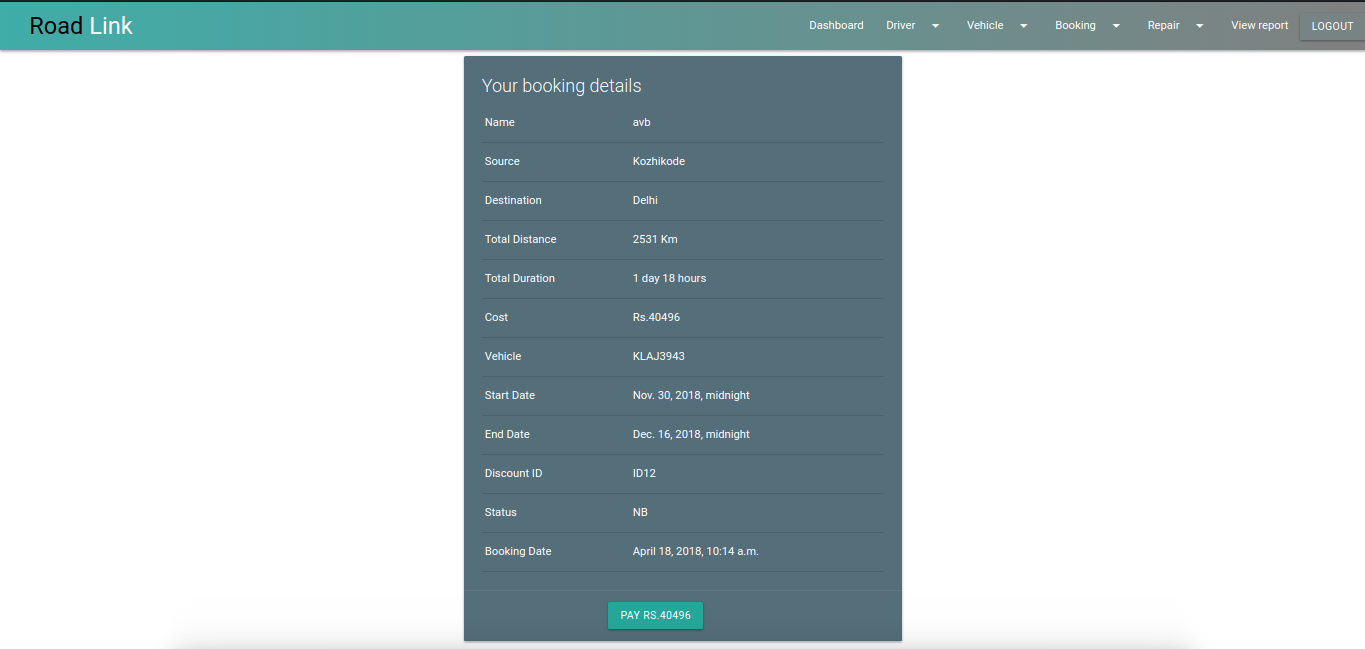 Road Link Dashboard Driver Vehicle Booking Repair View report LOGOUT
Your booking details
Name avb
Source Kozhikode
Destination Delhi
Total Distance 2531 Km
Total Duration 1 day 18 hours
Cost Rs.40496
Vehicle KLAJ3943
Start Date Nov. 30, 2018, midnight
End Date Dec. 16, 2018, midnight
Discount ID ID12
Status NB
Booking Date April 18, 2018, 10:14 a.m.
PAY RS.40496